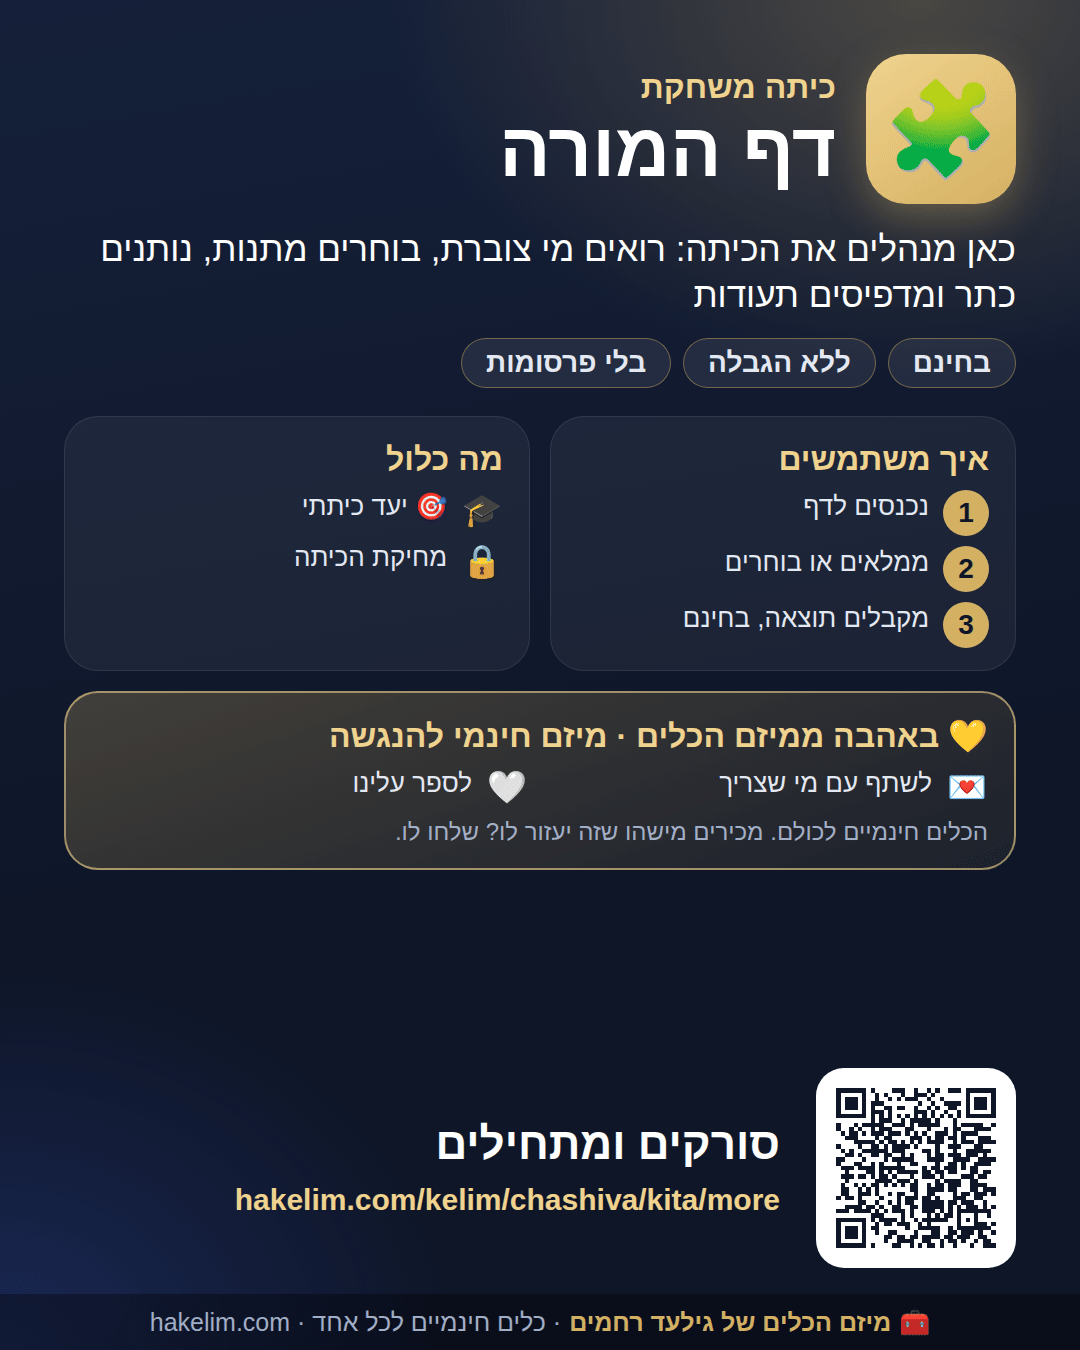 כיתה משחקת
דף המורה
כאן מנהלים את הכיתה: רואים מי צוברת, בוחרים מתנות, נותנים
כתר ומדפיסים תעודות
בחינם
ללא הגבלה
בלי פרסומות
איך משתמשים
1 נכנסים לדף
2 ממלאים או בוחרים
3 מקבלים תוצאה, בחינם
מה כלול
🎓 🎯 יעד כיתתי
🔒 מחיקת הכיתה
💛 באהבה ממיזם הכלים · מיזם חינמי להנגשה
💌 לשתף עם מי שצריך
🤍 לספר עלינו
הכלים חינמיים לכולם. מכירים מישהו שזה יעזור לו? שלחו לו.
סורקים ומתחילים
hakelim.com/kelim/chashiva/kita/more
🧰 מיזם הכלים של גילעד רחמים · כלים חינמיים לכל אחד · hakelim.com